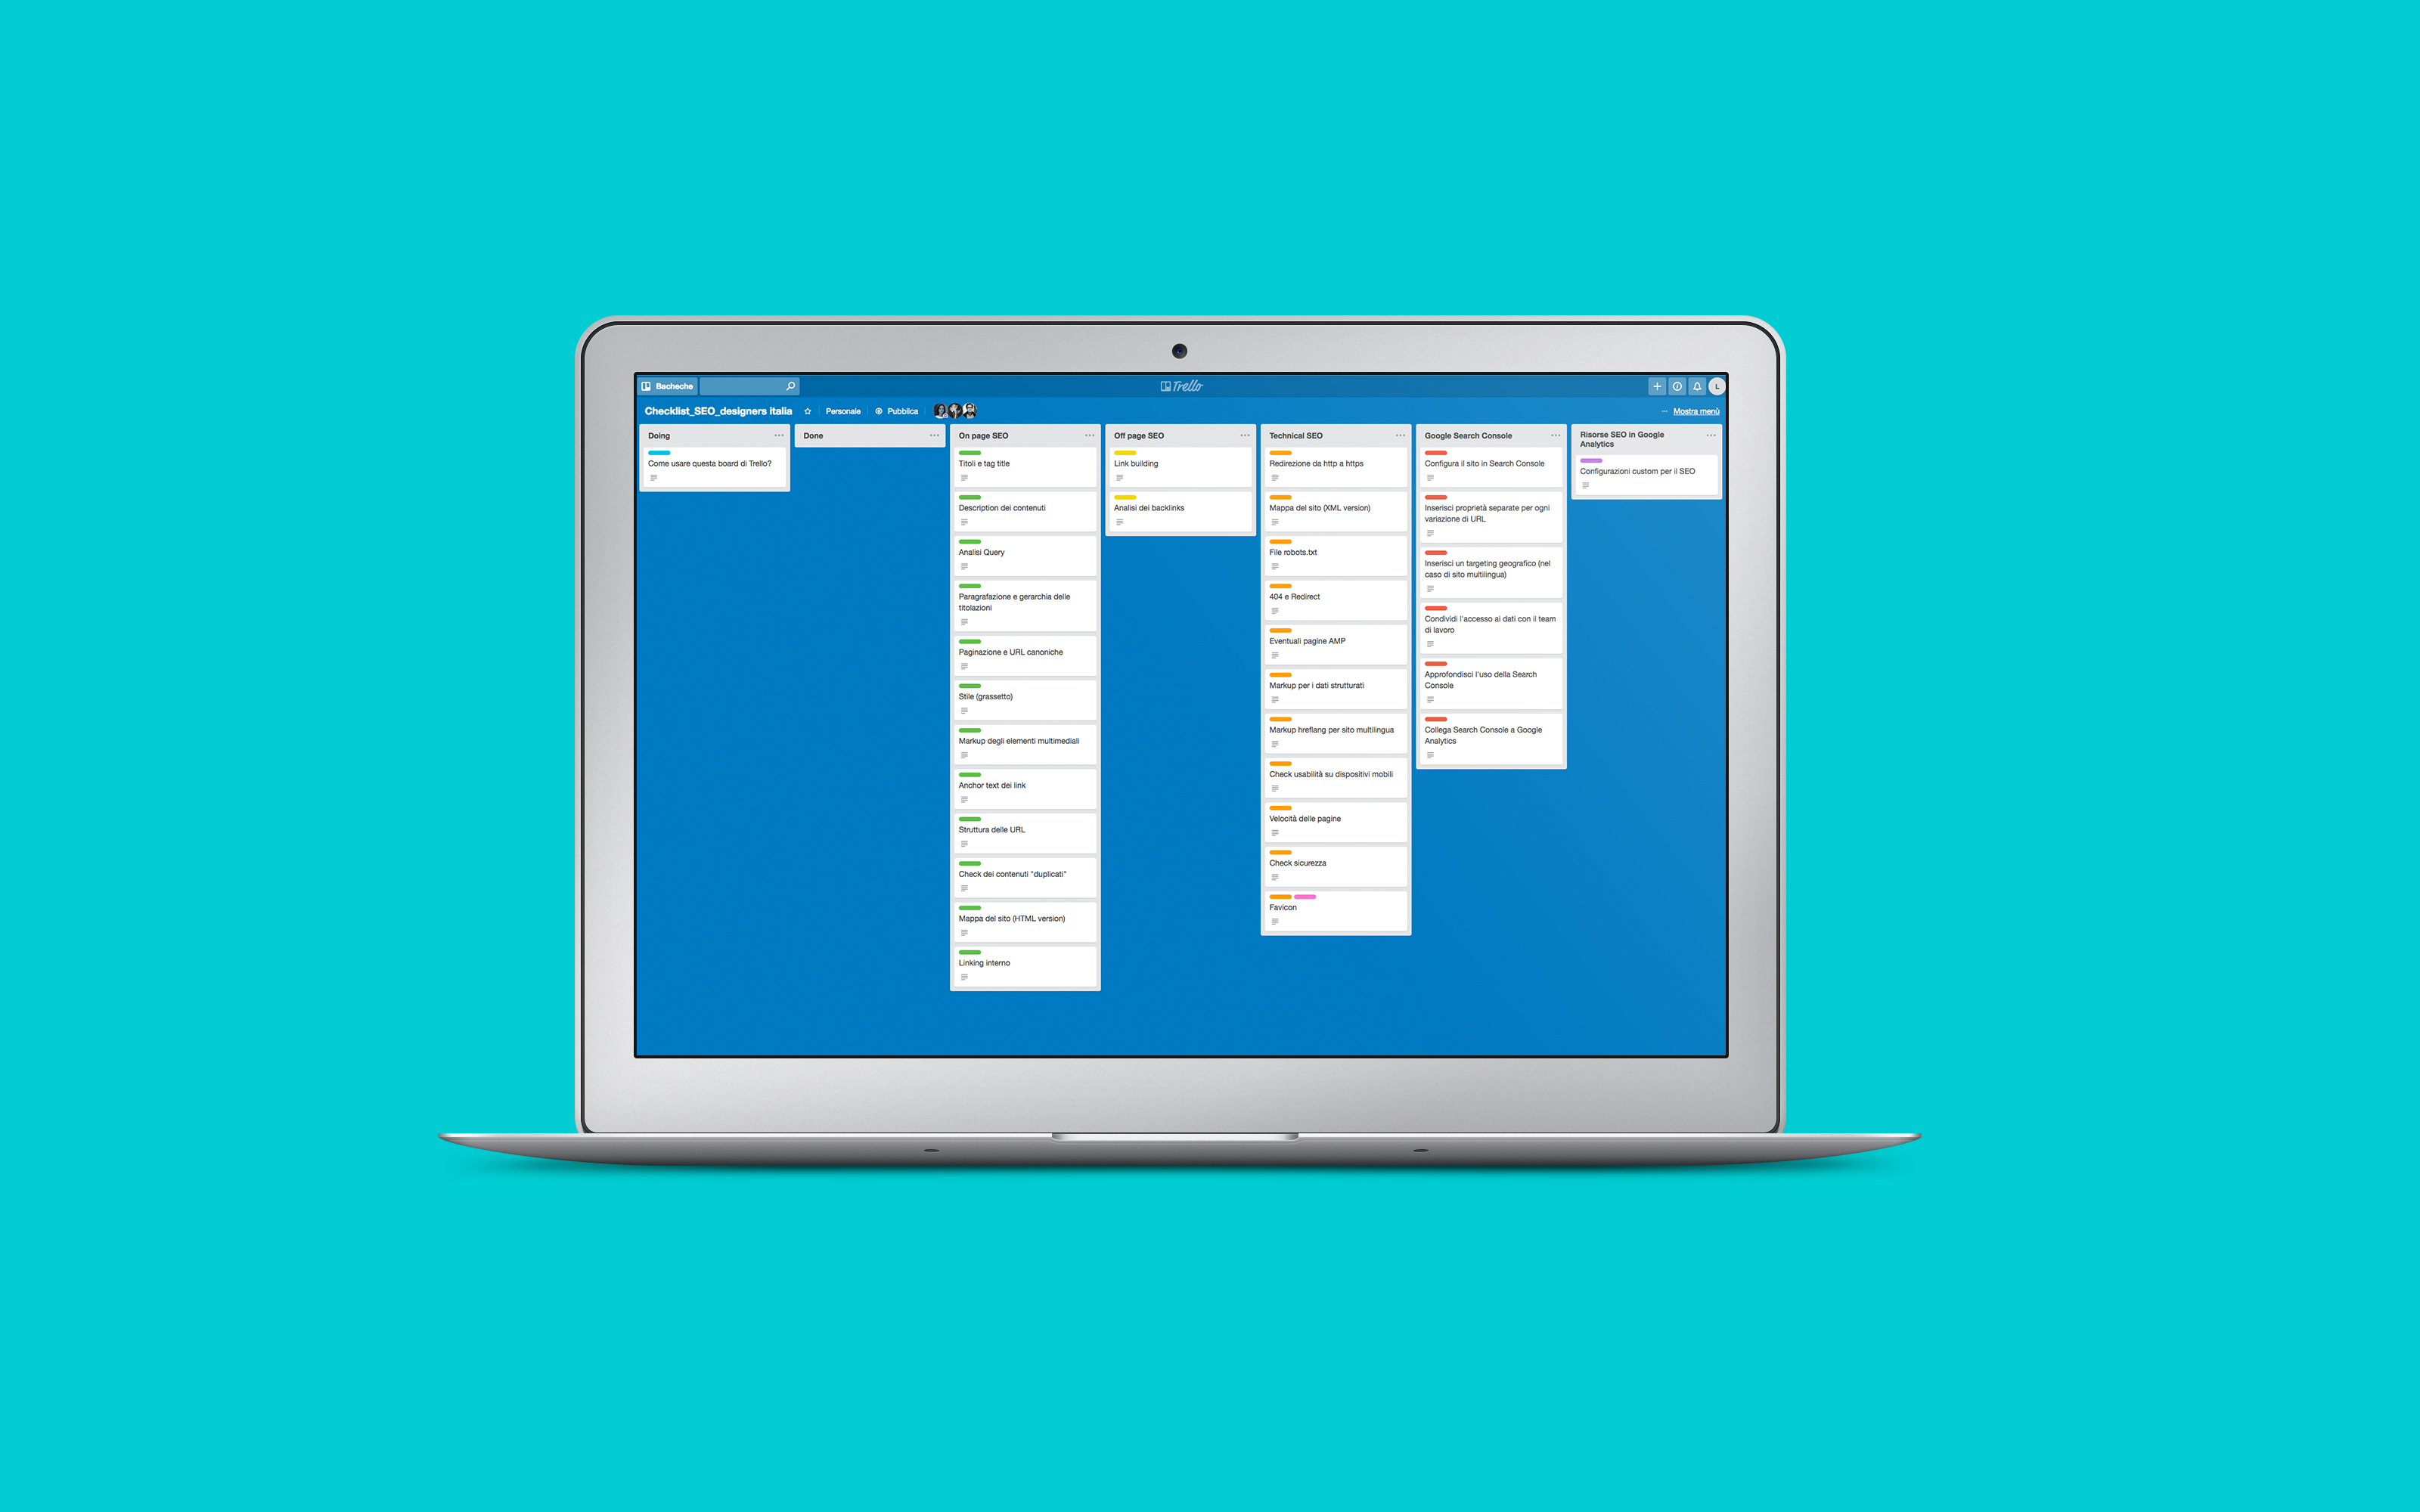 Bacheche
Trello
L
Checklist_SEO_designers italia
Personale
Pubblica
Mostra menù
Doing
Come usare questa board di Trello?
Done
On page SEO
Titoli e tag title
Description dei contenuti
Analisi Query
Paragrafazione e gerarchia delle
titolazioni
Paginazione e URL canoniche
Stile (grassetto)
Markup degli elementi multimediali
Anchor text dei link
Struttura delle URL
Check dei contenuti "duplicati"
Mappa del sito (HTML version)
Linking interno
Off page SEO
Link building
Analisi dei backlinks
Technical SEO
Redirezione da http a https
Mappa del sito (XML version)
File robots.txt
404 e Redirect
Eventuali pagine AMP
Markup per i dati strutturati
Markup hreflang per sito multilingua
Check usabilità su dispositivi mobili
Velocità delle pagine
Check sicurezza
Favicon
Google Search Console
Configura il sito in Search Console
Inserisci proprietà separate per ogni
variazione di URL
Inserisci un targeting geografico (nel
caso di sito multilingua)
Condividi l'accesso ai dati con il team
di lavoro
Approfondisci l'uso della Search
Console
Collega Search Console a Google
Analytics
Risorse SEO in Google
Analytics
Configurazioni custom per il SEO